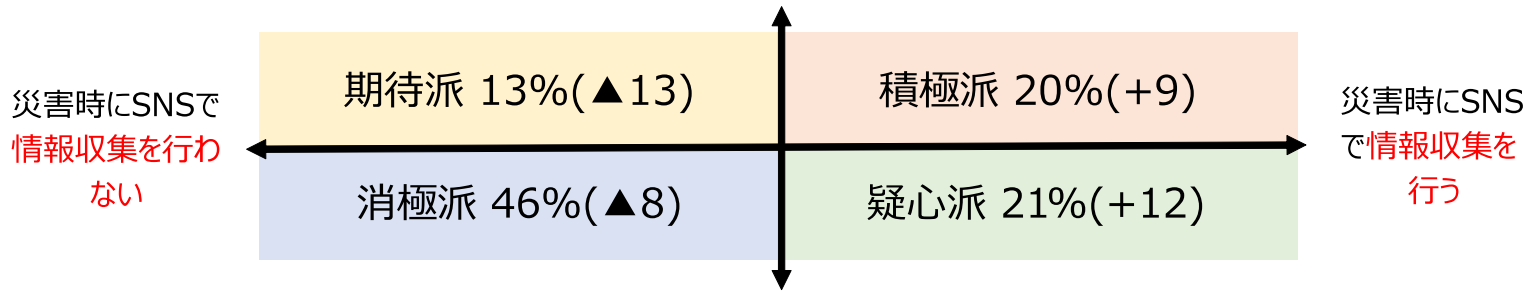 期待派 13%(▲13)
積極派 20%(+9)
災害時にSNSで
情報収集を行わ
ない
災害時にSNS
で情報収集を
行う
消極派 46%(▲8)
疑心派 21%(+12)